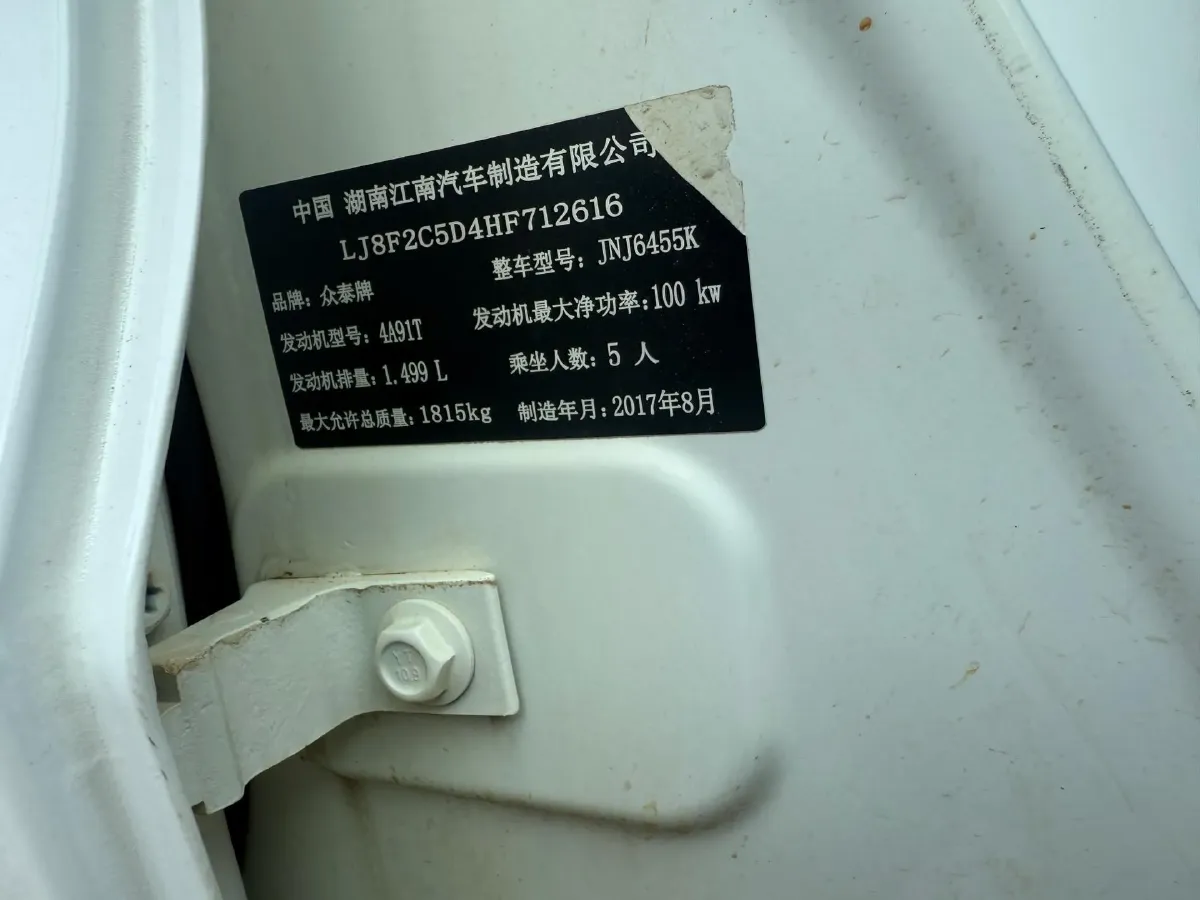 中国 湖南江南汽车制造有限公司
LJ8F2C5D4HF712616
品牌：众泰牌 整车型号：JNJ6455K
发动机型号：4A91T 发动机最大净功率：100 kw
发动机排量：1.499 L 乘坐人数：5 人
最大允许总质量：1815kg 制造年月：2017年8月
10.9